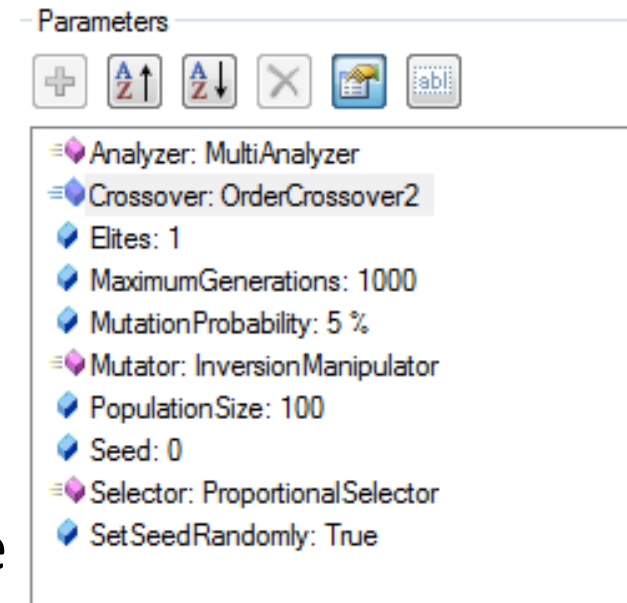 Parameters
A Z A Z abl
Analyzer: MultiAnalyzer
Crossover: OrderCrossover2
Elites: 1
MaximumGenerations: 1000
MutationProbability: 5 %
Mutator: InversionManipulator
PopulationSize: 100
Seed: 0
Selector: ProportionalSelector
e SetSeedRandomly: True